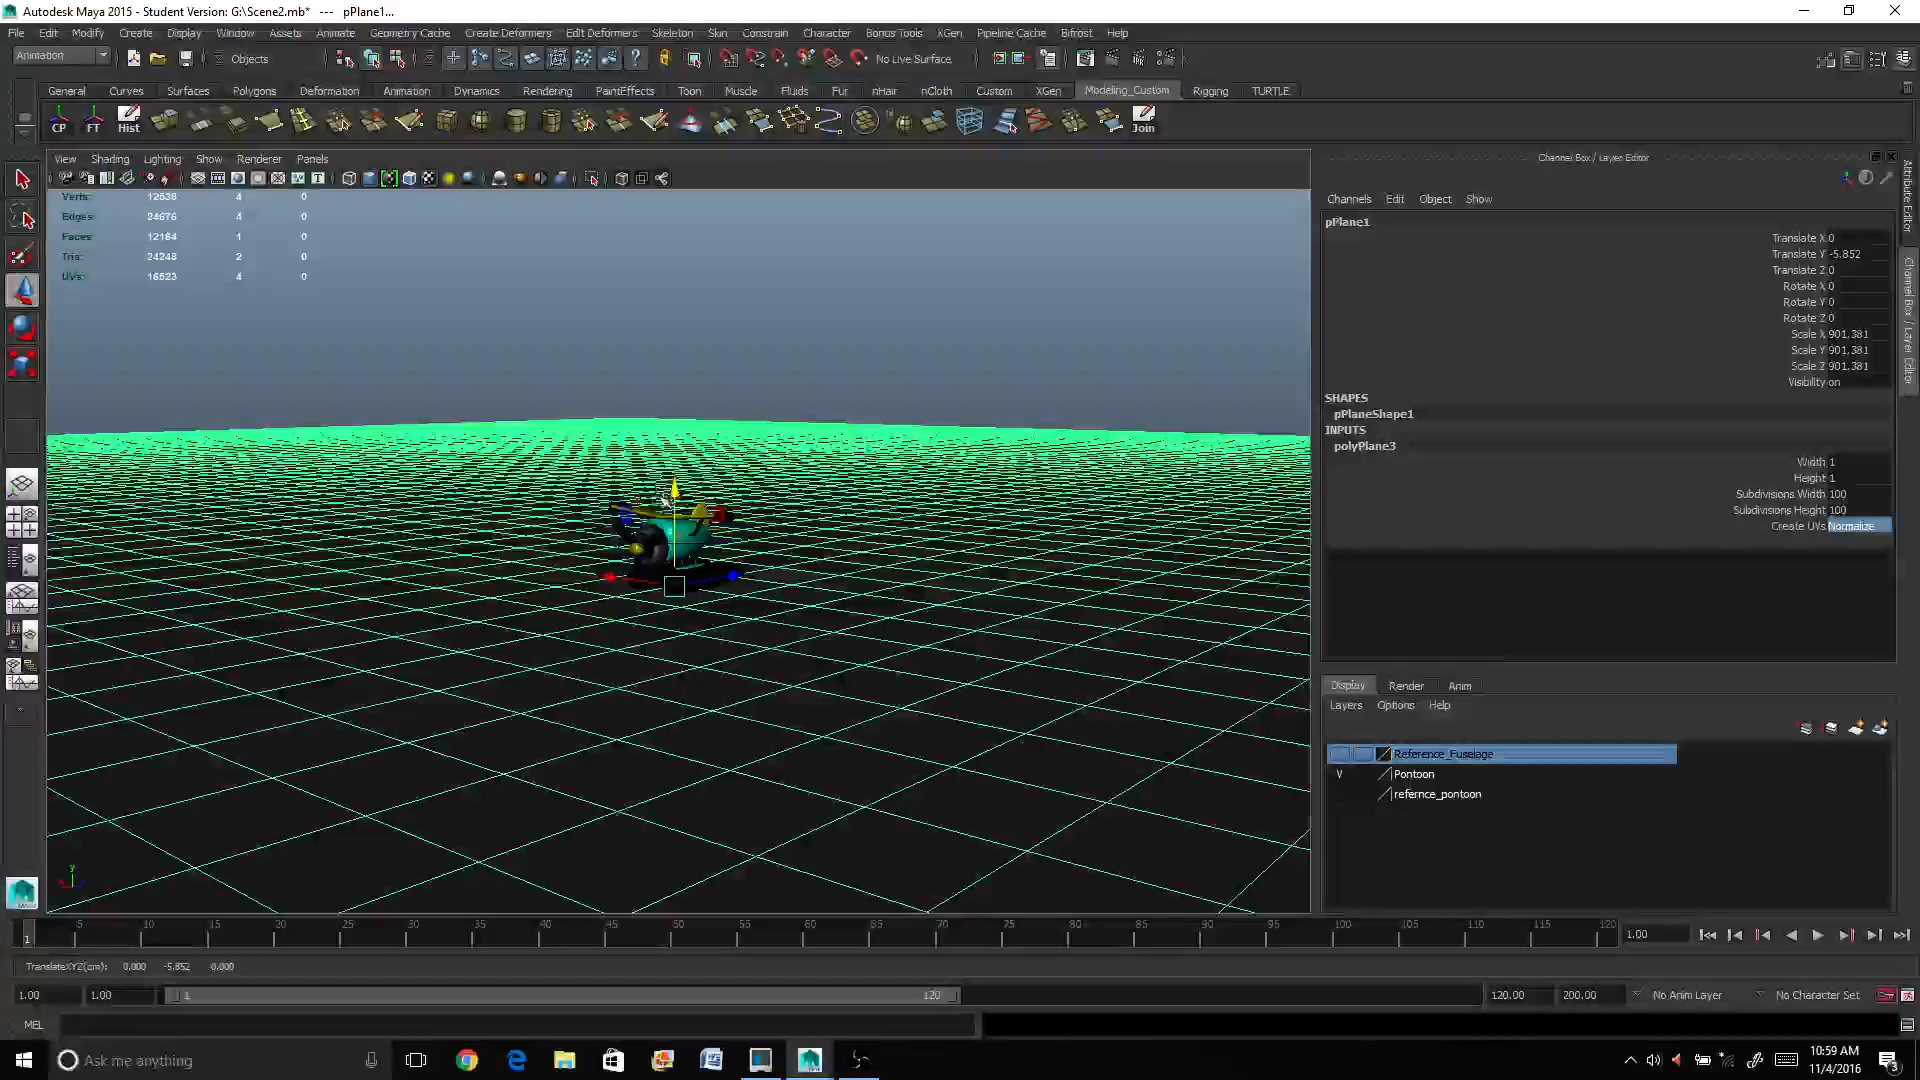 Autodesk Maya 2015 - Student Version: G:\Scene2.mb* --- pPlane1...
File Edit Modify Create Display Window Assets Animate Geometry Cache Create Deformers Edit Deformers Skeleton Skin Constrain Character Bonus Tools XGen Pipeline Cache Bifrost Help
Animation Objects No Live Surface
General Curves Surfaces Polygons Deformation Animation Dynamics Rendering PaintEffects Toon Muscle Fluids Fur nHair nCloth Custom XGen Modeling_Custom Rigging TURTLE
CP FT Hist Join
View Shading Lighting Show Renderer Panels
Channel Box / Layer Editor
Verts: 12538 4 0
Edges: 24676 4 0
Faces: 12164 1 0
Tris: 24248 2 0
UVs: 16523 4 0
Channels Edit Object Show
pPlane1
Translate X 0
Translate Y -5.852
Translate Z 0
Rotate X 0
Rotate Y 0
Rotate Z 0
Scale X 901.381
Scale Y 901.381
Scale Z 901.381
Visibility on
SHAPES
pPlaneShape1
INPUTS
polyPlane3
Width 1
Height 1
Subdivisions Width 100
Subdivisions Height 100
Create UVs Normalize
Attribute Editor
Channel Box / Layer Editor
Display Render Anim
Layers Options Help
Reference_Fuselage
V Pontoon
refernce_pontoon
y
5 10 15 20 25 30 35 40 45 50 55 60 65 70 75 80 85 90 95 100 105 110 115 120
1 1.00
TranslateXYZ(cm): 0.000 -5.852 0.000
1.00 1.00 1 120 120.00 200.00 No Anim Layer No Character Set
MEL
Ask me anything
10:59 AM
11/4/2016
3